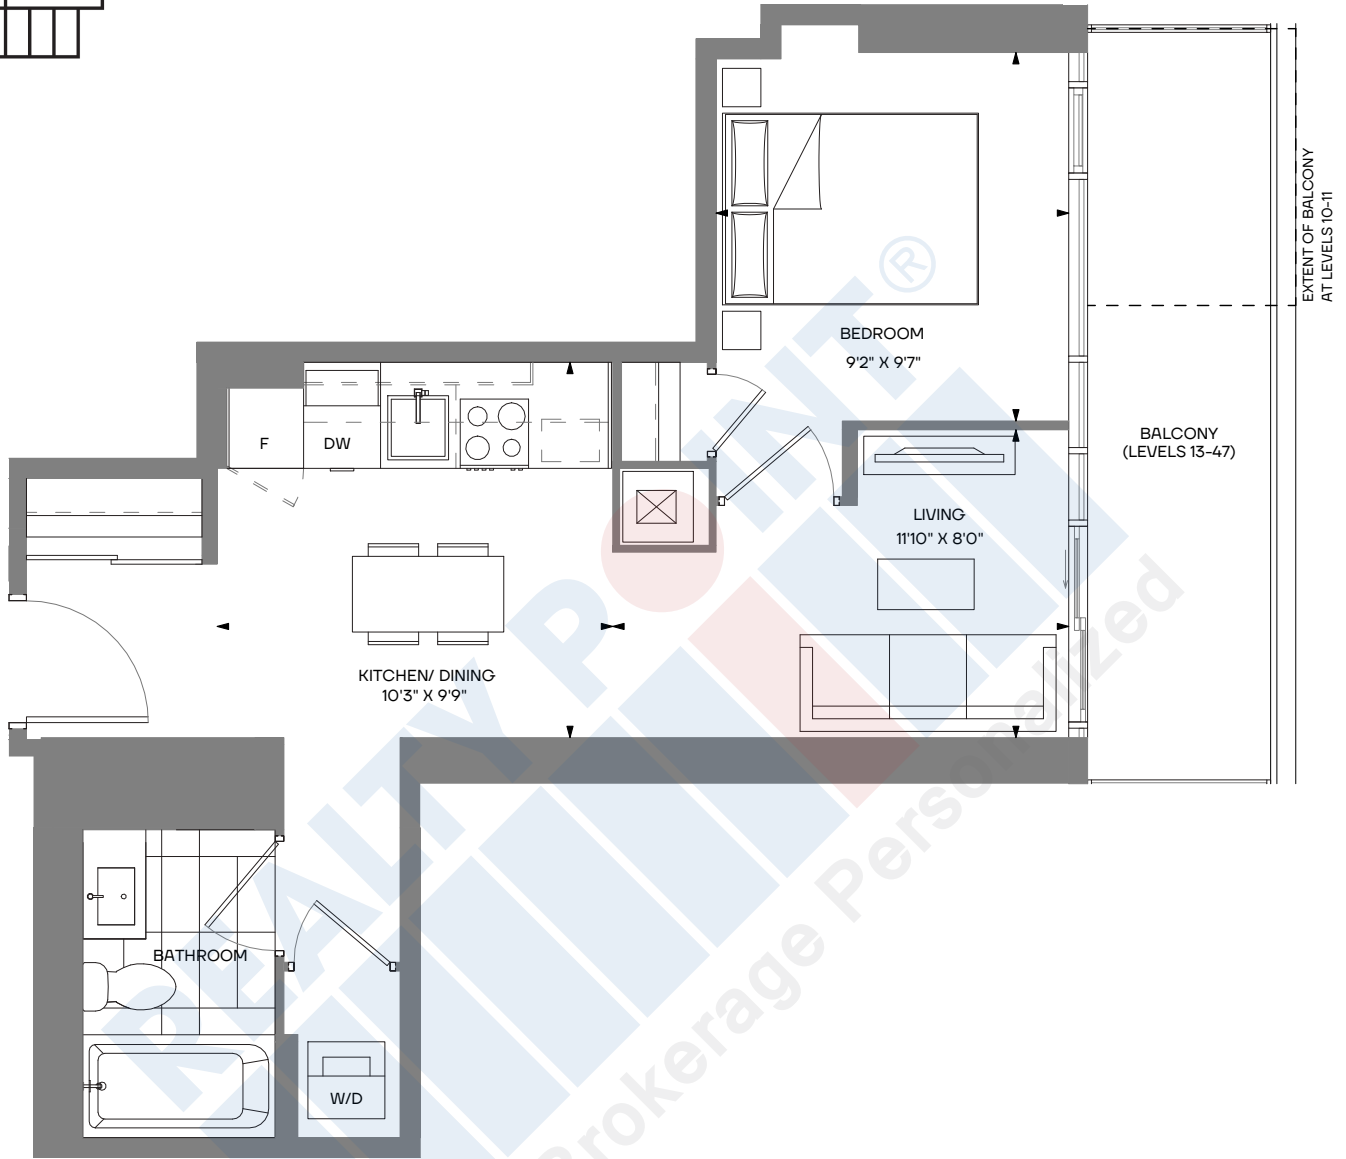 EXTENT OF BALCONY
AT LEVELS 10-11
BEDROOM
9'2" X 9'7"
BALCONY
(LEVELS 13-47)
F
DW
LIVING
11'10" X 8'0"
KITCHEN/ DINING
10'3" X 9'9"
BATHROOM
W/D
REALTY POINT®
Brokerage Personalized